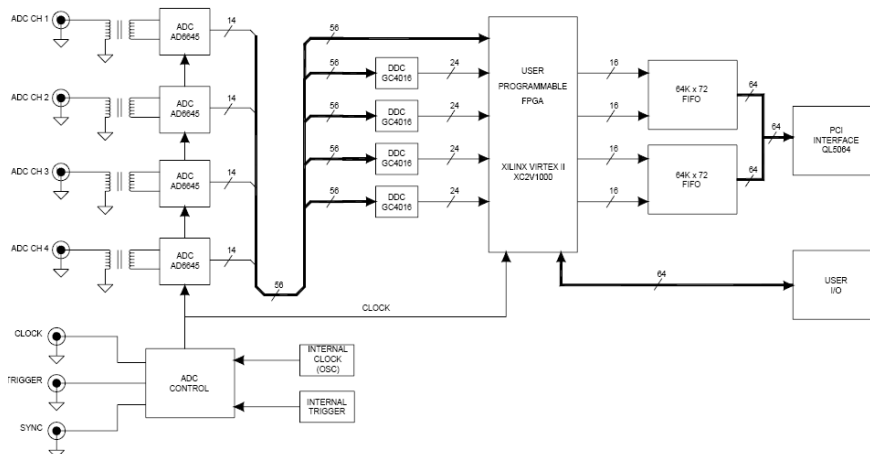 ADC CH 1
ADC
AD6645
14
ADC CH 2
ADC
AD6645
14
ADC CH 3
ADC
AD6645
14
ADC CH 4
ADC
AD6645
14
56
56
56
DDC
GC4016
24
56
DDC
GC4016
24
56
DDC
GC4016
24
56
DDC
GC4016
24
USER
PROGRAMMABLE
FPGA
XILINX VIRTEX II
XC2V1000
16
16
16
16
64K x 72
FIFO
64
64K x 72
FIFO
64
64
PCI
INTERFACE
QL5064
64
USER
I/O
CLOCK
CLOCK
TRIGGER
SYNC
ADC
CONTROL
INTERNAL
CLOCK
(OSC)
INTERNAL
TRIGGER